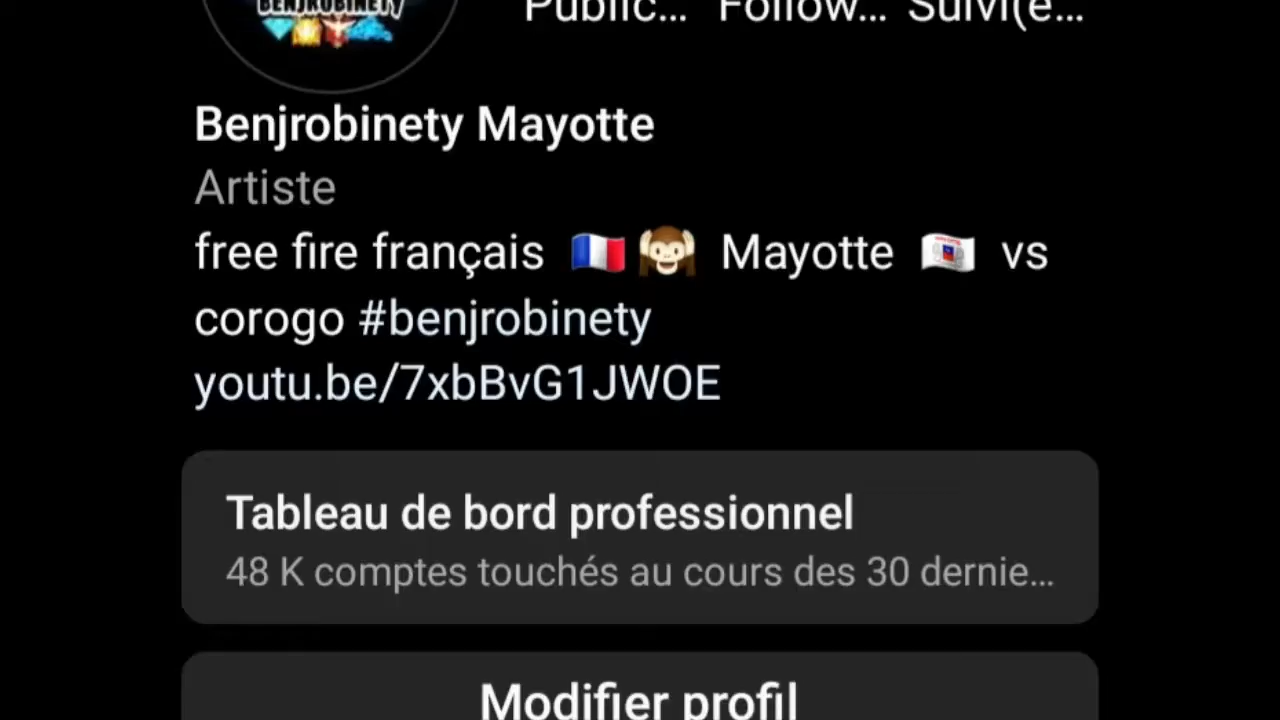 BENJROBINETY
Public... Follow... Suivi(e...
Benjrobinety Mayotte
Artiste
free fire français 🇫🇷🙉 Mayotte 🇾🇹 vs
corogo #benjrobinety
youtu.be/7xbBvG1JWOE
Tableau de bord professionnel
48 K comptes touchés au cours des 30 dernie...
Modifier profil